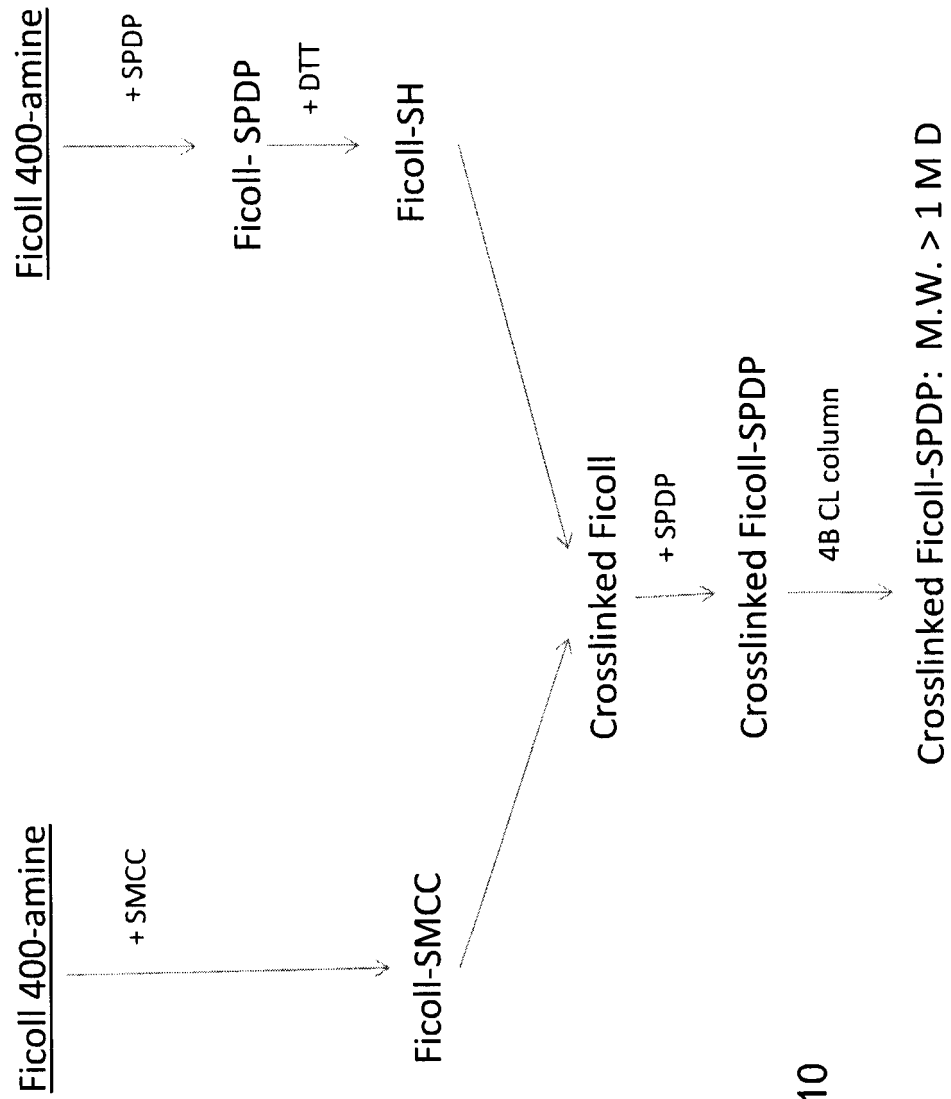 Ficoll 400-amine
+ SMCC
Ficoll-SMCC
Ficoll 400-amine
+ SPDP
Ficoll- SPDP
+ DTT
Ficoll-SH
Crosslinked Ficoll
+ SPDP
Crosslinked Ficoll-SPDP
4B CL column
Crosslinked Ficoll-SPDP: M.W. > 1 M D
10